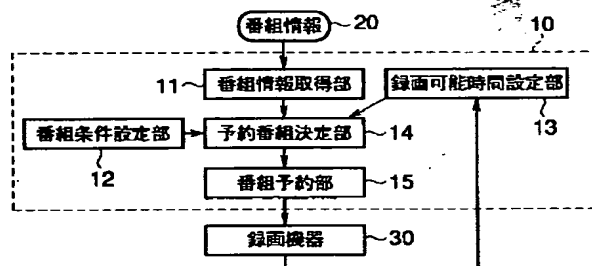 番組情報 20
10
11 番組情報取得部 録画可能時間設定部
13
番組条件設定部 予約番組決定部 14
12
番組予約部 15
録画機器 30